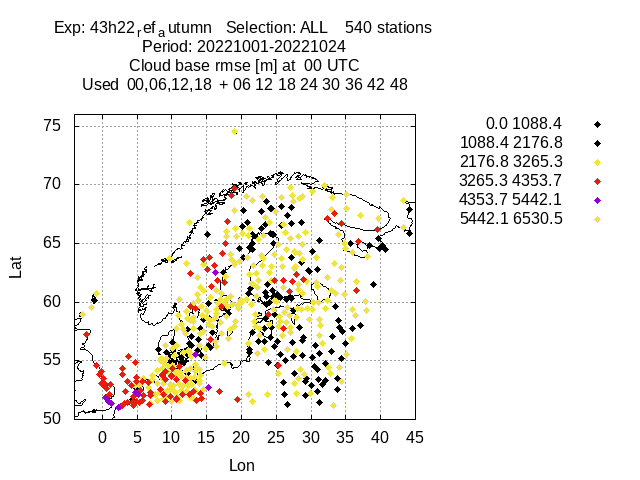 Exp: 43h22refautumn Selection: ALL 540 stations
Period: 20221001-20221024
Cloud base rmse [m] at 00 UTC
Used 00,06,12,18 + 06 12 18 24 30 36 42 48
0.0 1088.4
1088.4 2176.8
2176.8 3265.3
3265.3 4353.7
4353.7 5442.1
5442.1 6530.5
75
70
65
60
55
50
Lat
0 5 10 15 20 25 30 35 40 45
Lon